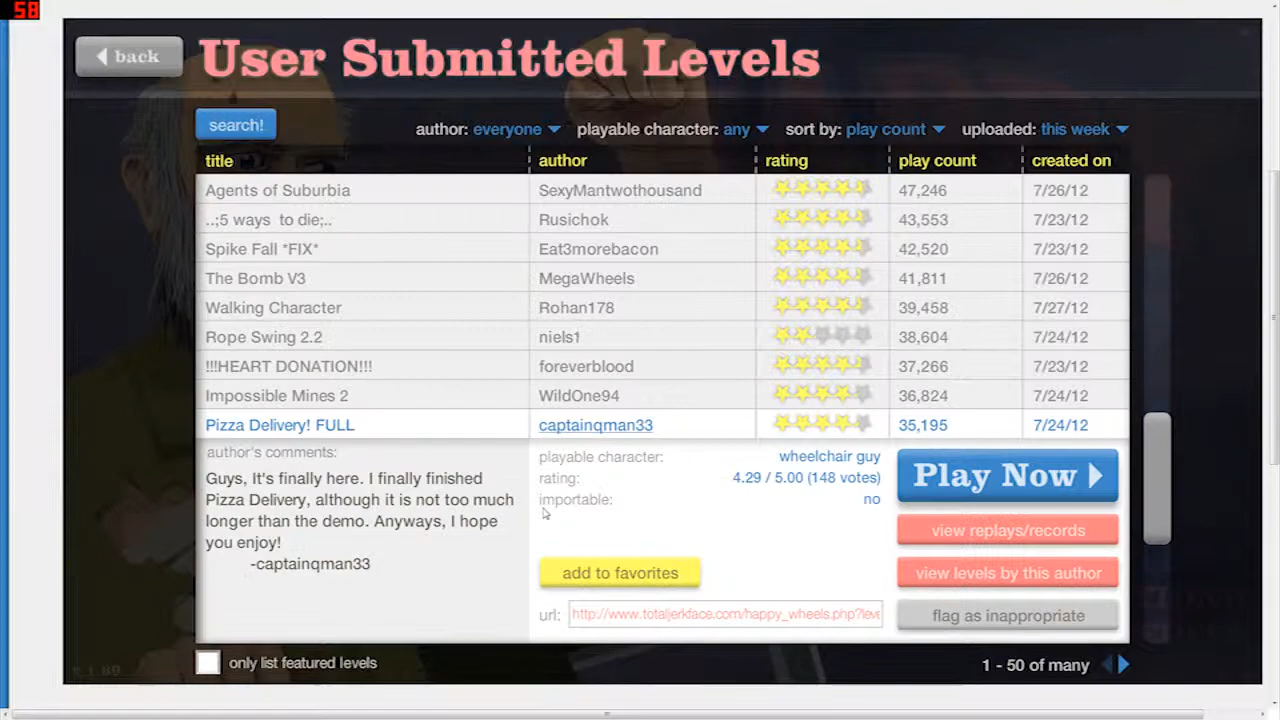 58
back
User Submitted Levels
search!
author: everyone playable character: any sort by: play count uploaded: this week
title author rating play count created on
Agents of Suburbia SexyMantwothousand 47,246 7/26/12
..;5 ways to die;.. Rusichok 43,553 7/23/12
Spike Fall *FIX* Eat3morebacon 42,520 7/23/12
The Bomb V3 MegaWheels 41,811 7/26/12
Walking Character Rohan178 39,458 7/27/12
Rope Swing 2.2 niels1 38,604 7/24/12
!!!HEART DONATION!!! foreverblood 37,266 7/23/12
Impossible Mines 2 WildOne94 36,824 7/24/12
Pizza Delivery! FULL captainqman33 35,195 7/24/12
author's comments:
Guys, It's finally here. I finally finished
Pizza Delivery, although it is not too much
longer than the demo. Anyways, I hope
you enjoy!
-captainqman33
playable character: wheelchair guy
rating: 4.29 / 5.00 (148 votes)
importable: no
add to favorites
url: http://www.totaljerkface.com/happy_wheels.php?leve
Play Now
view replays/records
view levels by this author
flag as inappropriate
only list featured levels
1 - 50 of many